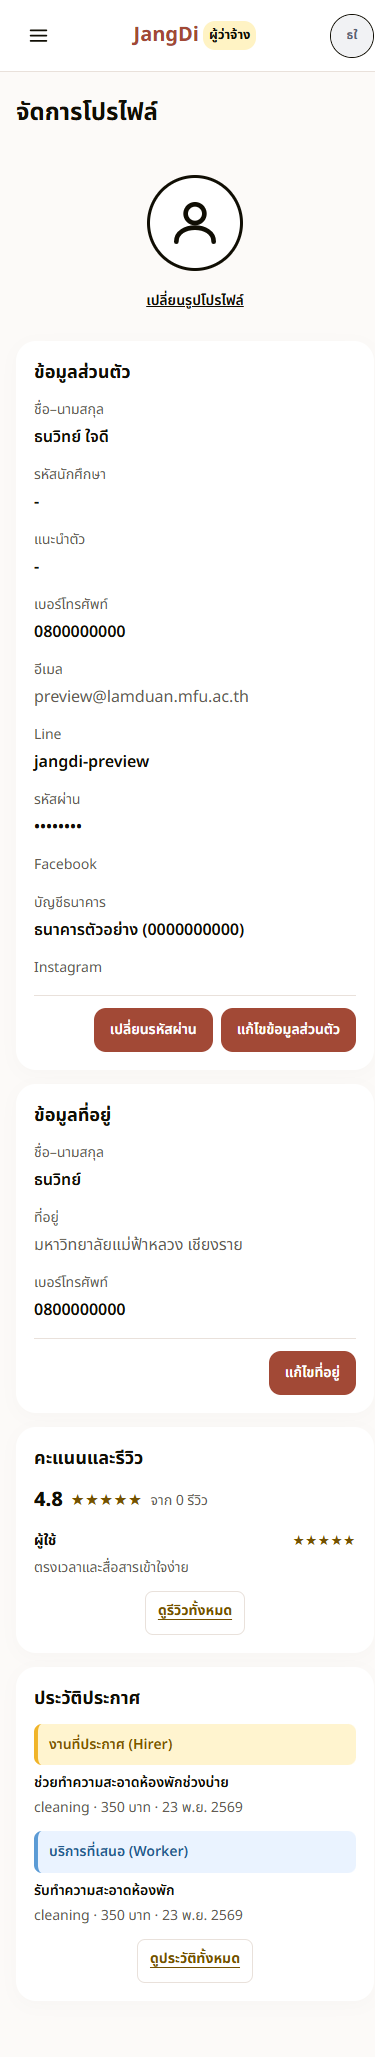 JangDi ผู้ว่าจ้าง
ธใ
จัดการโปรไฟล์
เปลี่ยนรูปโปรไฟล์
ข้อมูลส่วนตัว
ชื่อ–นามสกุล
ธนวิทย์ ใจดี
รหัสนักศึกษา
-
แนะนำตัว
-
เบอร์โทรศัพท์
0800000000
อีเมล
preview@lamduan.mfu.ac.th
Line
jangdi-preview
รหัสผ่าน
••••••••
Facebook
บัญชีธนาคาร
ธนาคารตัวอย่าง (0000000000)
Instagram
เปลี่ยนรหัสผ่าน แก้ไขข้อมูลส่วนตัว
ข้อมูลที่อยู่
ชื่อ–นามสกุล
ธนวิทย์
ที่อยู่
มหาวิทยาลัยแม่ฟ้าหลวง เชียงราย
เบอร์โทรศัพท์
0800000000
แก้ไขที่อยู่
คะแนนและรีวิว
4.8 ★★★★★ จาก 0 รีวิว
ผู้ใช้ ★★★★★
ตรงเวลาและสื่อสารเข้าใจง่าย
ดูรีวิวทั้งหมด
ประวัติประกาศ
งานที่ประกาศ (Hirer)
ช่วยทำความสะอาดห้องพักช่วงบ่าย
cleaning · 350 บาท · 23 พ.ย. 2569
บริการที่เสนอ (Worker)
รับทำความสะอาดห้องพัก
cleaning · 350 บาท · 23 พ.ย. 2569
ดูประวัติทั้งหมด